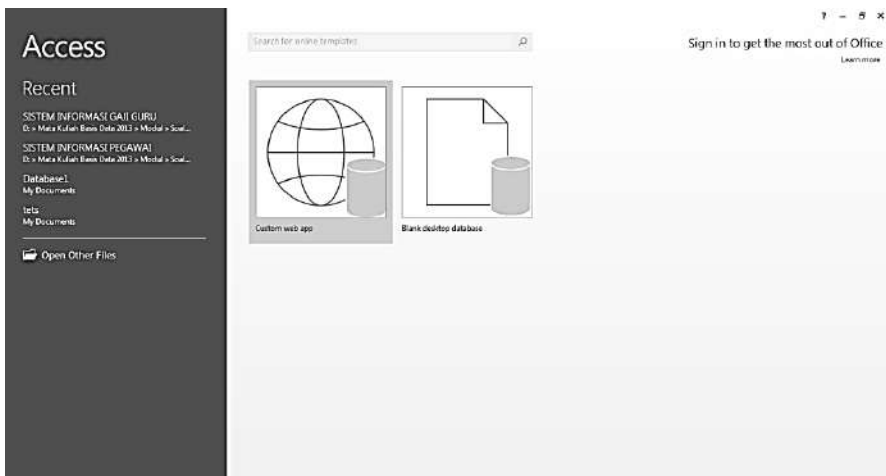 ? – ×
Access
Search for online templates
Sign in to get the most out of Office
Learn more
Recent
SISTEM INFORMASI GAJI GURU
D: » Mata Kuliah Basis Data 2013 » Modul » Soal...
SISTEM INFORMASI PEGAWAI
D: » Mata Kuliah Basis Data 2013 » Modul » Soal...
Database1
My Documents
tets
My Documents
Open Other Files
Custom web app
Blank desktop database